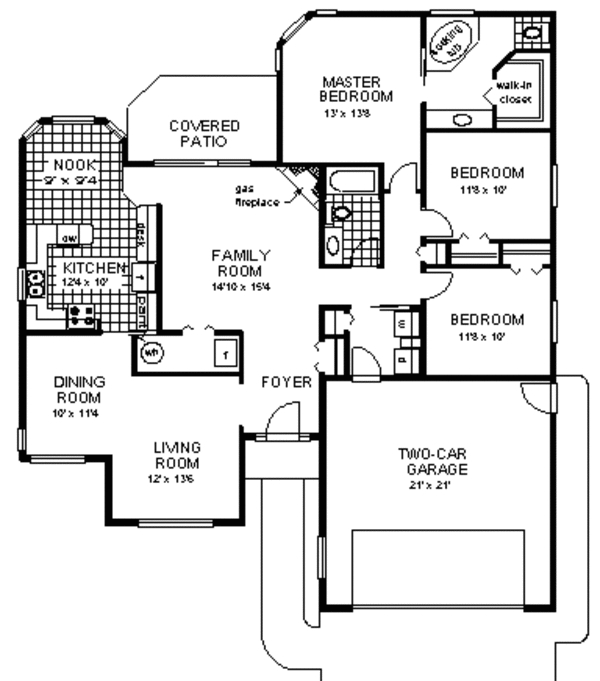 MASTER
BEDROOM
13' x 13'8
soaking
tub
walk-in
closet
COVERED
PATIO
NOOK
9' x 9'4
BEDROOM
11'8 x 10'
gas
fireplace
desk
dw
FAMILY
ROOM
14'10 x 15'4
KITCHEN
12'4 x 10'
f
pant
BEDROOM
11'8 x 10'
w
d
wh
f
DINING
ROOM
10' x 11'4
FOYER
LIVING
ROOM
12' x 13'6
TWO-CAR
GARAGE
21' x 21'